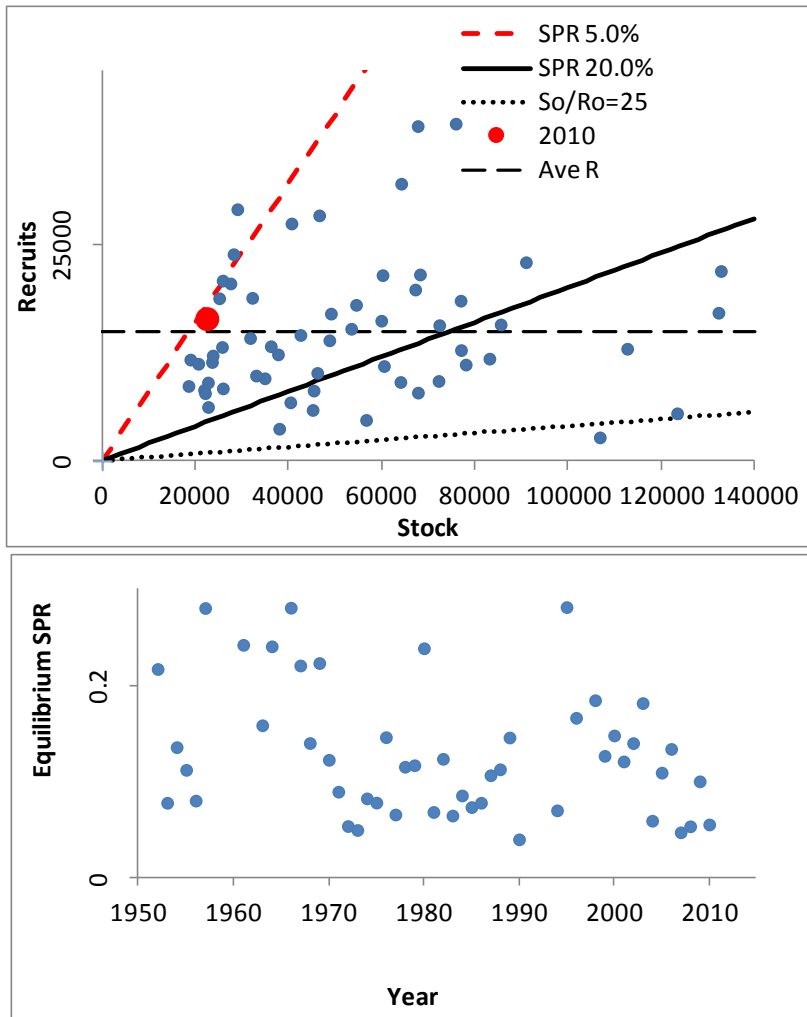 SPR 5.0%
SPR 20.0%
So/Ro=25
2010
Ave R
Recruits
25000
0
0 20000 40000 60000 80000 100000 120000 140000
Stock
Equilibrium SPR
0.2
0
1950 1960 1970 1980 1990 2000 2010
Year